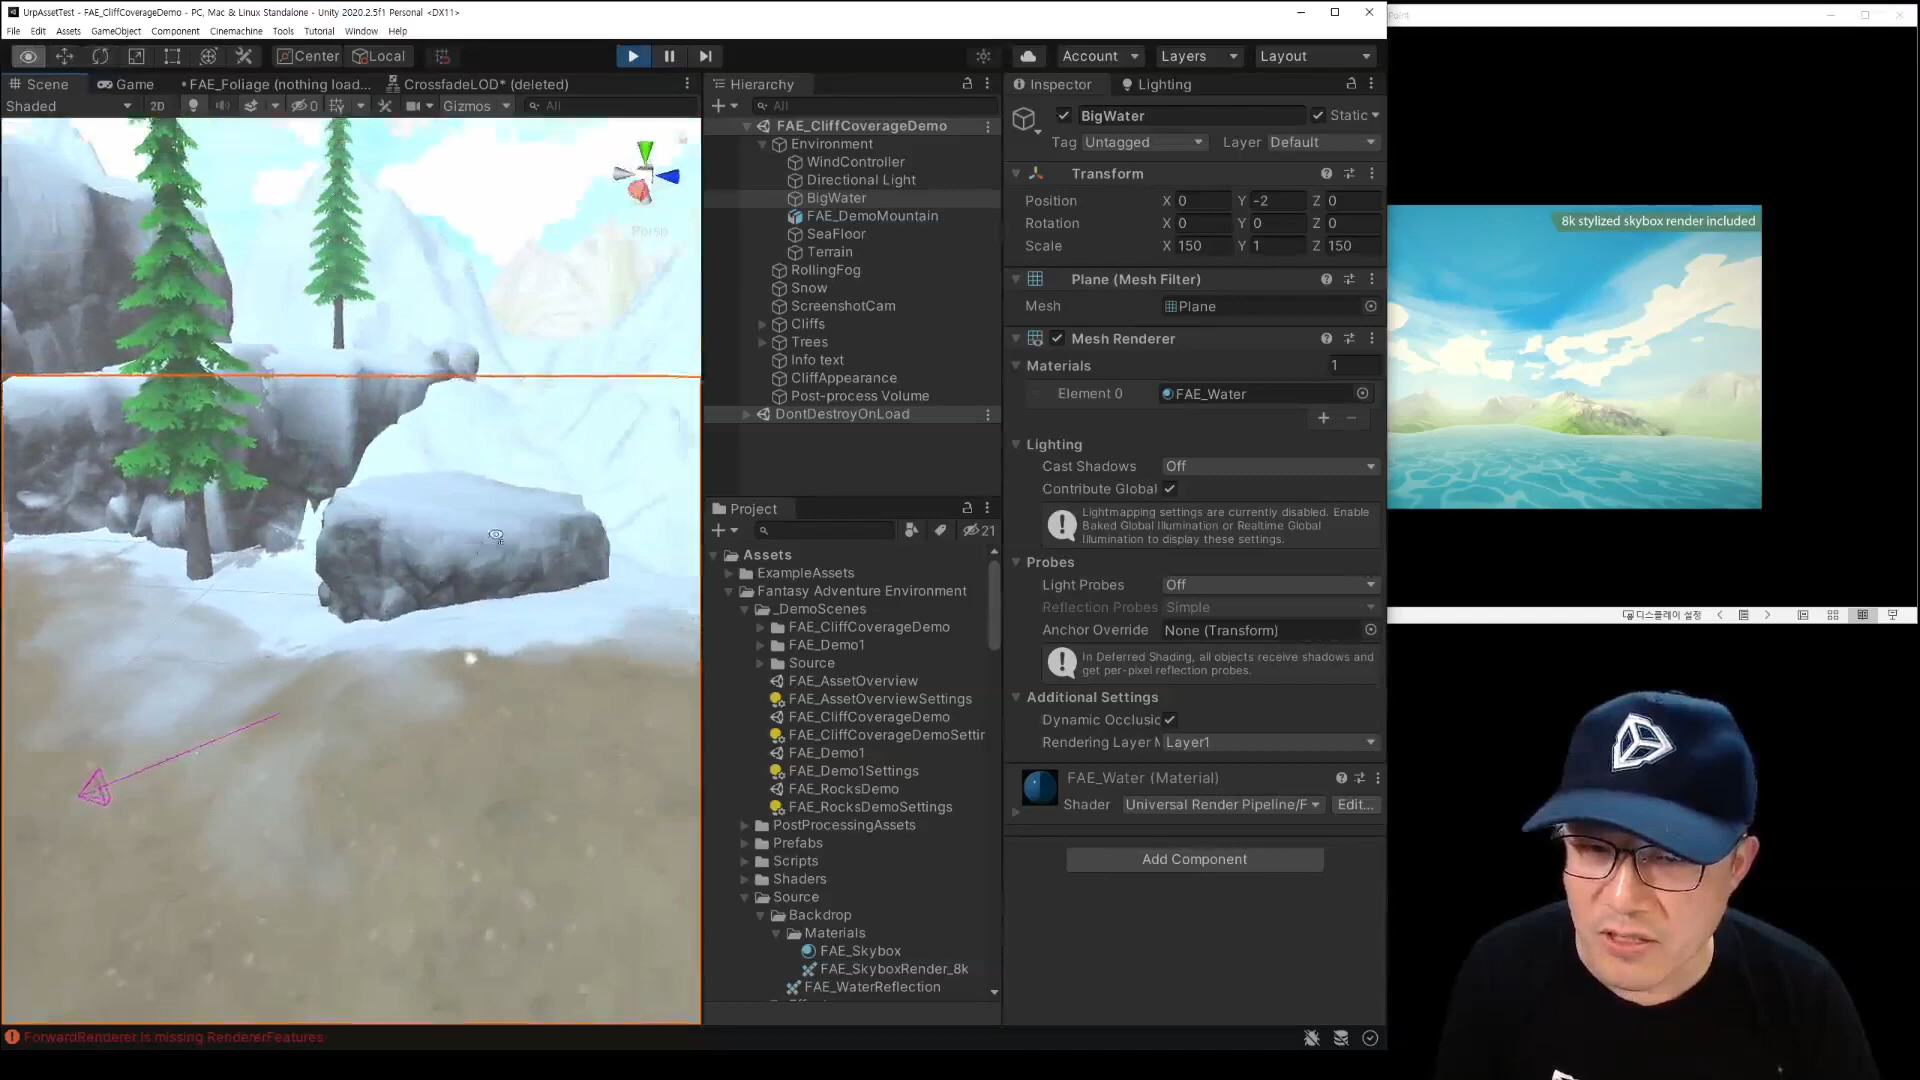 UrpAssetTest - FAE_CliffCoverageDemo - PC, Mac & Linux Standalone - Unity 2020.2.5f1 Personal <DX11>
File Edit Assets GameObject Component Cinemachine Tools Tutorial Window Help
Center Local Account Layers Layout
Scene Game FAE_Foliage (nothing load... CrossfadeLOD* (deleted)
Shaded 2D 0 Gizmos All
Persp
Hierarchy
All
FAE_CliffCoverageDemo
Environment
WindController
Directional Light
BigWater
FAE_DemoMountain
SeaFloor
Terrain
RollingFog
Snow
ScreenshotCam
Cliffs
Trees
Info text
CliffAppearance
Post-process Volume
DontDestroyOnLoad
Project
21
Assets
ExampleAssets
Fantasy Adventure Environment
_DemoScenes
FAE_CliffCoverageDemo
FAE_Demo1
Source
FAE_AssetOverview
FAE_AssetOverviewSettings
FAE_CliffCoverageDemo
FAE_CliffCoverageDemoSettir
FAE_Demo1
FAE_Demo1Settings
FAE_RocksDemo
FAE_RocksDemoSettings
PostProcessingAssets
Prefabs
Scripts
Shaders
Source
Backdrop
Materials
FAE_Skybox
FAE_SkyboxRender_8k
FAE_WaterReflection
Inspector Lighting
BigWater Static
Tag Untagged Layer Default
Transform
Position X 0 Y -2 Z 0
Rotation X 0 Y 0 Z 0
Scale X 150 Y 1 Z 150
Plane (Mesh Filter)
Mesh Plane
Mesh Renderer
Materials 1
Element 0 FAE_Water
Lighting
Cast Shadows Off
Contribute Global
Lightmapping settings are currently disabled. Enable
Baked Global Illumination or Realtime Global
Illumination to display these settings.
Probes
Light Probes Off
Reflection Probes Simple
Anchor Override None (Transform)
In Deferred Shading, all objects receive shadows and
get per-pixel reflection probes.
Additional Settings
Dynamic Occlusic
Rendering Layer M Layer1
FAE_Water (Material)
Shader Universal Render Pipeline/F Edit...
Add Component
ForwardRenderer is missing RendererFeatures
Point
8k stylized skybox render included
디스플레이 설정